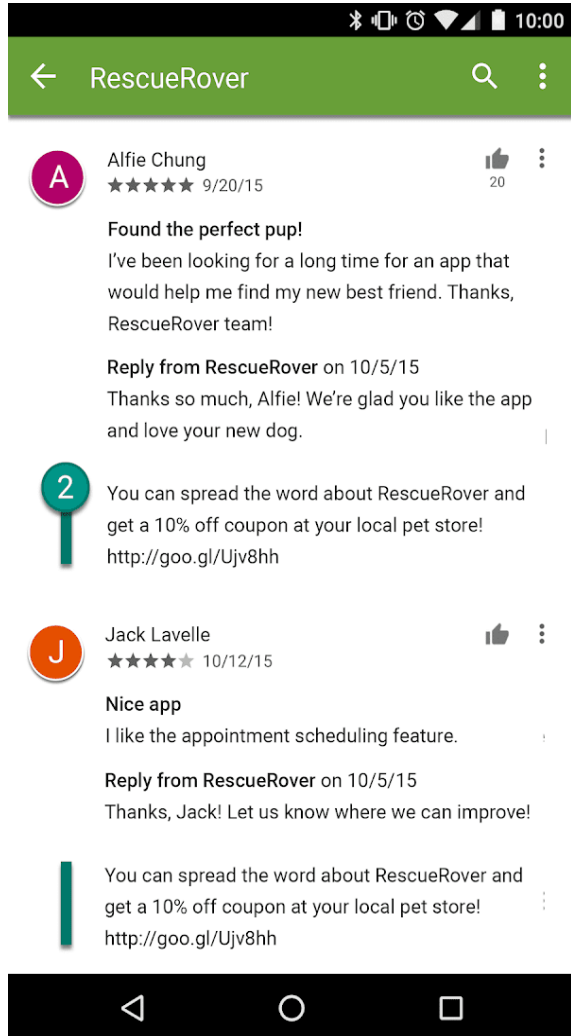 10:00
RescueRover
A
Alfie Chung
9/20/15
20
Found the perfect pup!
I've been looking for a long time for an app that
would help me find my new best friend. Thanks,
RescueRover team!
Reply from RescueRover on 10/5/15
Thanks so much, Alfie! We're glad you like the app
and love your new dog.
2
You can spread the word about RescueRover and
get a 10% off coupon at your local pet store!
http://goo.gl/Ujv8hh
J
Jack Lavelle
10/12/15
Nice app
I like the appointment scheduling feature.
Reply from RescueRover on 10/5/15
Thanks, Jack! Let us know where we can improve!
You can spread the word about RescueRover and
get a 10% off coupon at your local pet store!
http://goo.gl/Ujv8hh